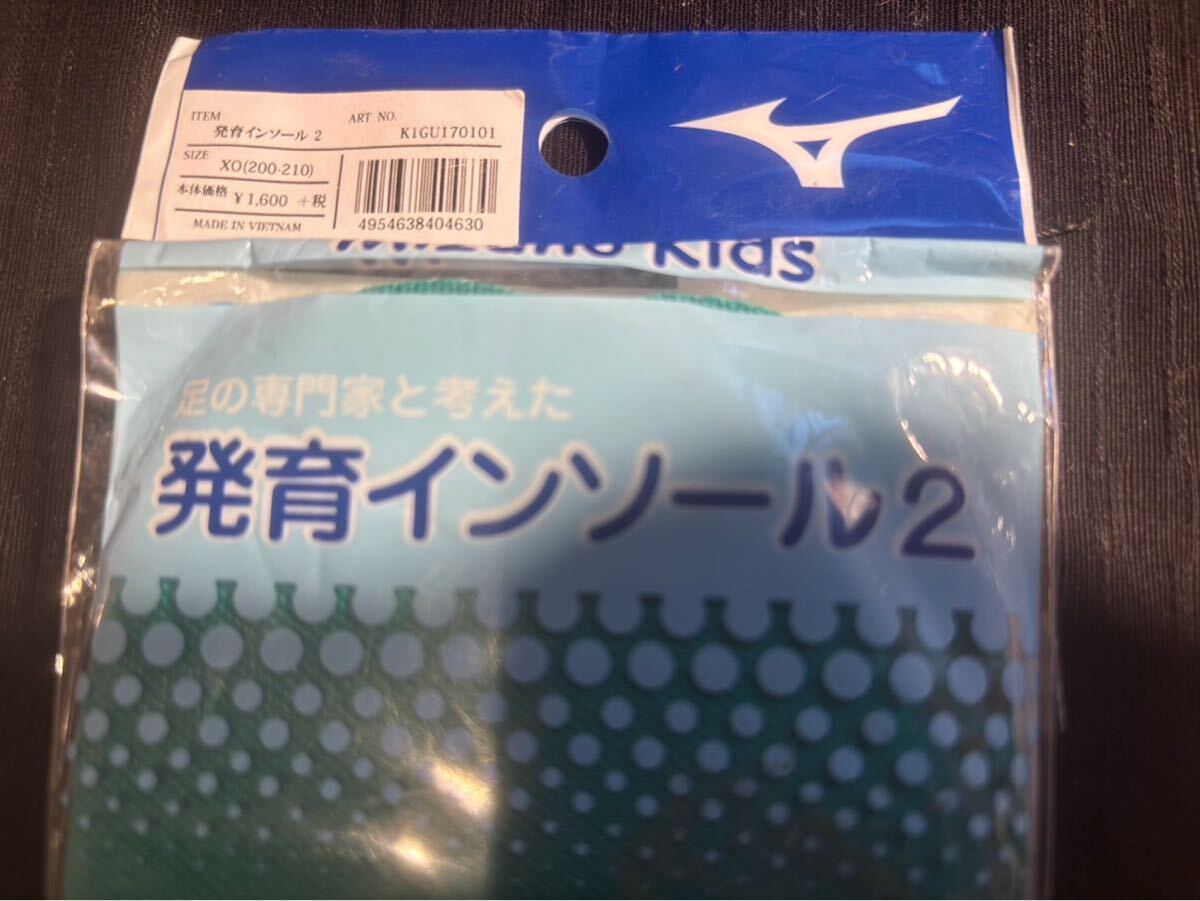 ITEM
発育インソール 2
ART NO.
K1GU170101
SIZE
XO(200-210)
本体価格 ¥1,600 +税
MADE IN VIETNAM
4954638404630
Mizuno Kids
足の専門家と考えた
発育インソール2